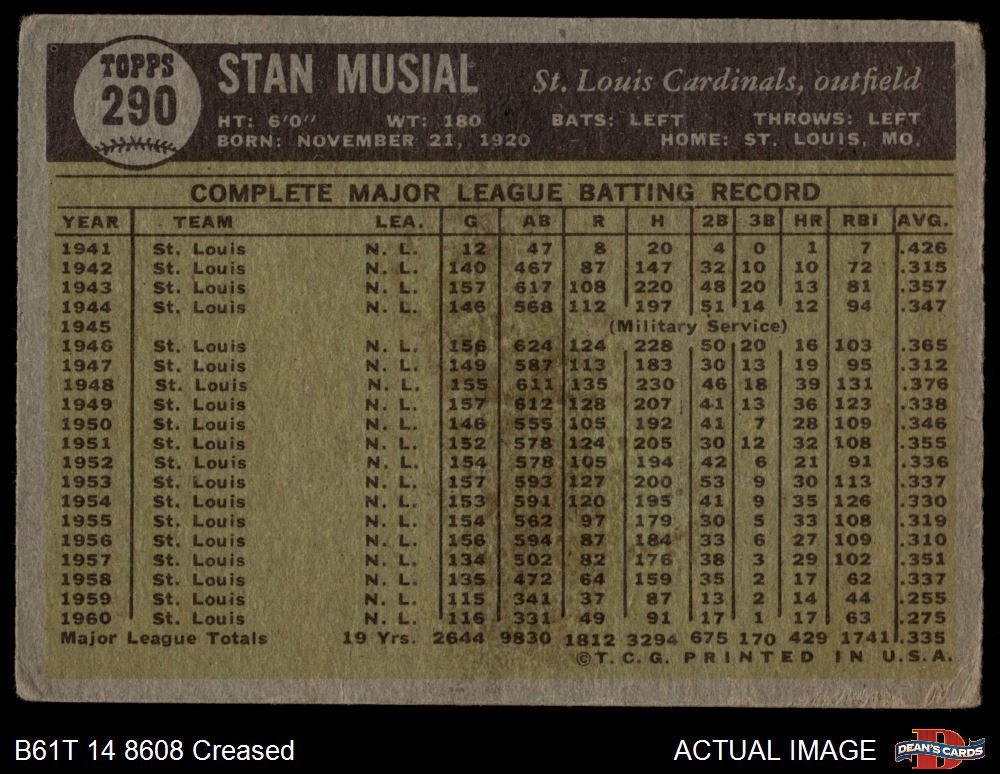 TOPPS
290
STAN MUSIAL St. Louis Cardinals, outfield
HT: 6'0" WT: 180 BATS: LEFT THROWS: LEFT
BORN: NOVEMBER 21, 1920 HOME: ST. LOUIS, MO.
COMPLETE MAJOR LEAGUE BATTING RECORD
YEAR TEAM LEA. G AB R H 2B 3B HR RBI AVG.
1941 St. Louis N. L. 12 47 8 20 4 0 1 7 .426
1942 St. Louis N. L. 140 467 87 147 32 10 10 72 .315
1943 St. Louis N. L. 157 617 108 220 48 20 13 81 .357
1944 St. Louis N. L. 146 568 112 197 51 14 12 94 .347
1945 (Military Service)
1946 St. Louis N. L. 156 624 124 228 50 20 16 103 .365
1947 St. Louis N. L. 149 587 113 183 30 13 19 95 .312
1948 St. Louis N. L. 155 611 135 230 46 18 39 131 .376
1949 St. Louis N. L. 157 612 128 207 41 13 36 123 .338
1950 St. Louis N. L. 146 555 105 192 41 7 28 109 .346
1951 St. Louis N. L. 152 578 124 205 30 12 32 108 .355
1952 St. Louis N. L. 154 578 105 194 42 6 21 91 .336
1953 St. Louis N. L. 157 593 127 200 53 9 30 113 .337
1954 St. Louis N. L. 153 591 120 195 41 9 35 126 .330
1955 St. Louis N. L. 154 562 97 179 30 5 33 108 .319
1956 St. Louis N. L. 156 594 87 184 33 6 27 109 .310
1957 St. Louis N. L. 134 502 82 176 38 3 29 102 .351
1958 St. Louis N. L. 135 472 64 159 35 2 17 62 .337
1959 St. Louis N. L. 115 341 37 87 13 2 14 44 .255
1960 St. Louis N. L. 116 331 49 91 17 1 17 63 .275
Major League Totals 19 Yrs. 2644 9830 1812 3294 675 170 429 1741 .335
©T. C. G. PRINTED IN U.S.A.
B61T 14 8608 Creased ACTUAL IMAGE DEAN'S CARDS